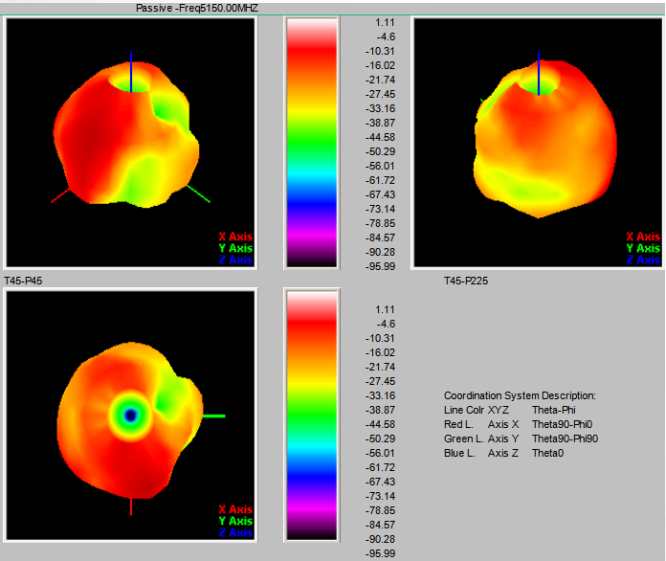 Passive -Freq5150.00MHZ
1.11
-4.6
-10.31
-16.02
-21.74
-27.45
-33.16
-38.87
-44.58
-50.29
-56.01
-61.72
-67.43
-73.14
-78.85
-84.57
-90.28
-95.99
X Axis
Y Axis
Z Axis
X Axis
Y Axis
Z Axis
T45-P45
T45-P225
1.11
-4.6
-10.31
-16.02
-21.74
-27.45
-33.16
-38.87
-44.58
-50.29
-56.01
-61.72
-67.43
-73.14
-78.85
-84.57
-90.28
-95.99
X Axis
Y Axis
Z Axis
Coordination System Description:
Line Colr XYZ Theta-Phi
Red L. Axis X Theta90-Phi0
Green L. Axis Y Theta90-Phi90
Blue L. Axis Z Theta0